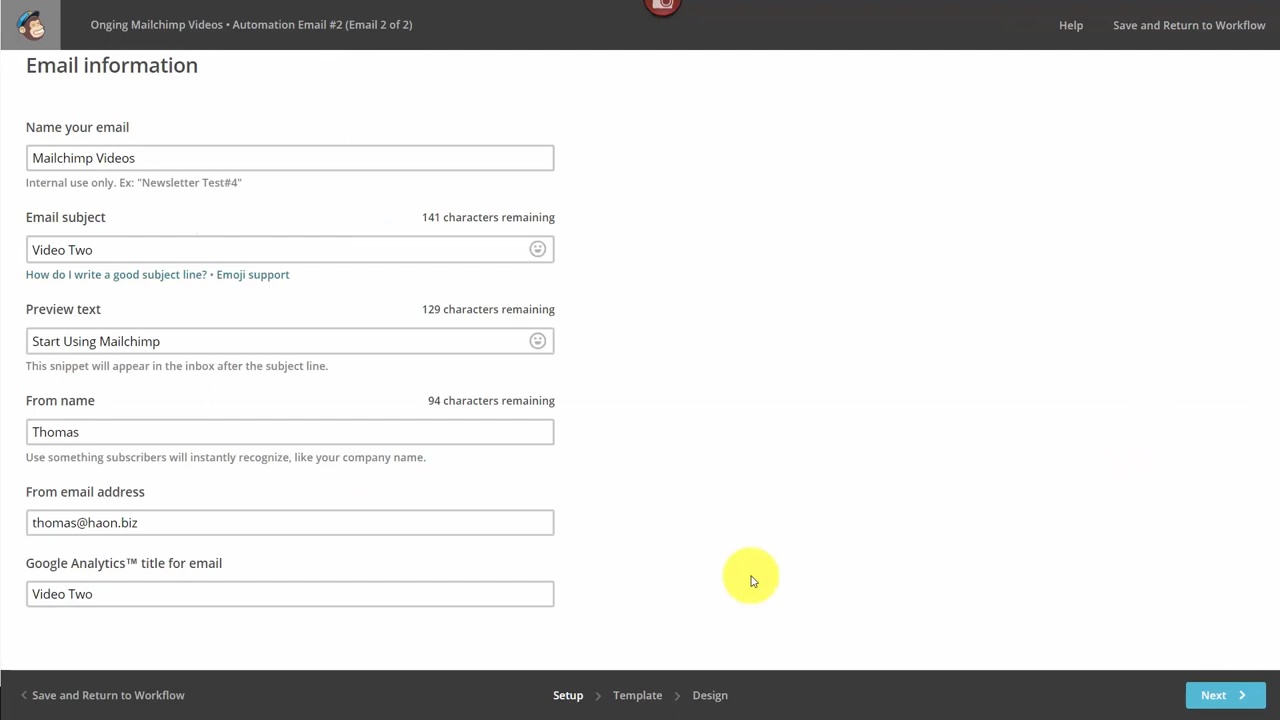 Onging Mailchimp Videos • Automation Email #2 (Email 2 of 2)
Help
Save and Return to Workflow
Email information
Name your email
Mailchimp Videos
Internal use only. Ex: "Newsletter Test#4"
Email subject
141 characters remaining
Video Two
How do I write a good subject line? • Emoji support
Preview text
129 characters remaining
Start Using Mailchimp
This snippet will appear in the inbox after the subject line.
From name
94 characters remaining
Thomas
Use something subscribers will instantly recognize, like your company name.
From email address
thomas@haon.biz
Google Analytics™ title for email
Video Two
Save and Return to Workflow
Setup
Template
Design
Next